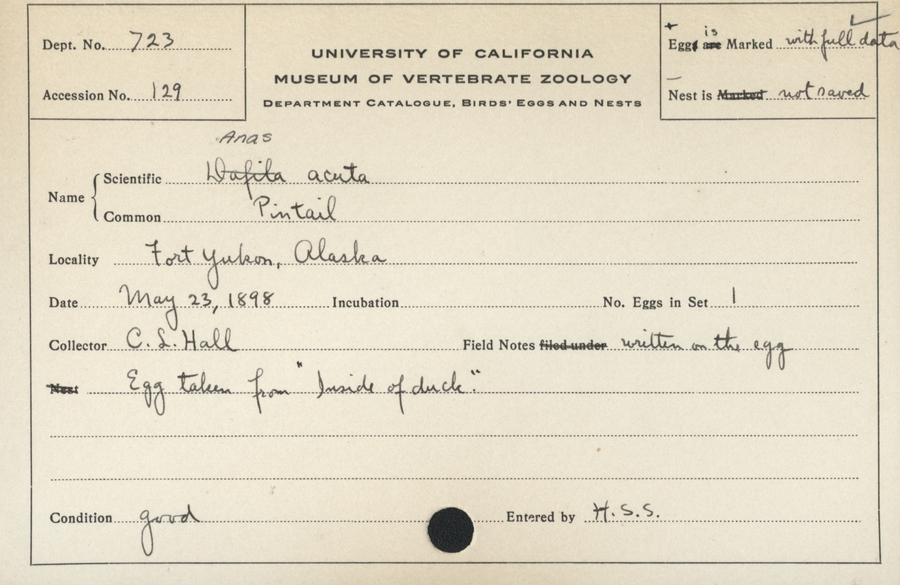 Dept. No. 723
Accession No. 129
UNIVERSITY OF CALIFORNIA
MUSEUM OF VERTEBRATE ZOOLOGY
DEPARTMENT CATALOGUE, BIRDS' EGGS AND NESTS
Eggs are is Marked with full data
Nest is Marked not saved
Anas
Name
Scientific Dafila acuta
Common Pintail
Locality Fort Yukon, Alaska
Date May 23, 1898 Incubation No. Eggs in Set 1
Collector C. L. Hall Field Notes filed under written on the egg
Nest Egg taken from "Inside of duck."
Condition good Entered by H.S.S.